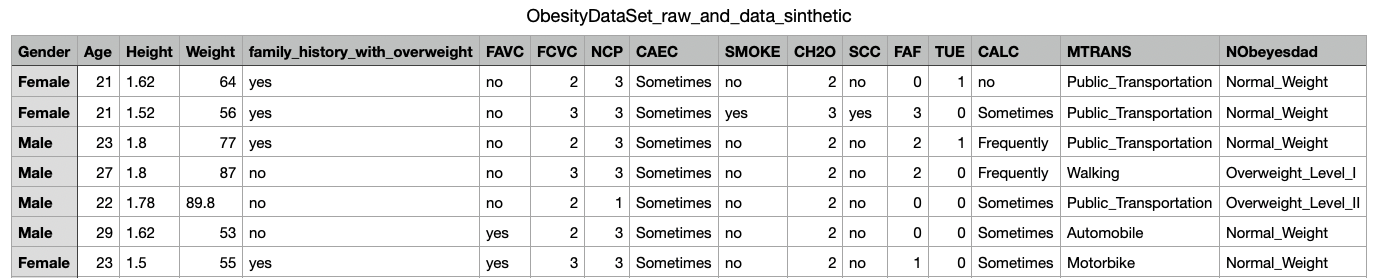 ObesityDataSet_raw_and_data_sinthetic
Gender Age Height Weight family_history_with_overweight FAVC FCVC NCP CAEC SMOKE CH2O SCC FAF TUE CALC MTRANS NObeyesdad
Female 21 1.62 64 yes no 2 3 Sometimes no 2 no 0 1 no Public_Transportation Normal_Weight
Female 21 1.52 56 yes no 3 3 Sometimes yes 3 yes 3 0 Sometimes Public_Transportation Normal_Weight
Male 23 1.8 77 yes no 2 3 Sometimes no 2 no 2 1 Frequently Public_Transportation Normal_Weight
Male 27 1.8 87 no no 3 3 Sometimes no 2 no 2 0 Frequently Walking Overweight_Level_I
Male 22 1.78 89.8 no no 2 1 Sometimes no 2 no 0 0 Sometimes Public_Transportation Overweight_Level_II
Male 29 1.62 53 no yes 2 3 Sometimes no 2 no 0 0 Sometimes Automobile Normal_Weight
Female 23 1.5 55 yes yes 3 3 Sometimes no 2 no 1 0 Sometimes Motorbike Normal_Weight